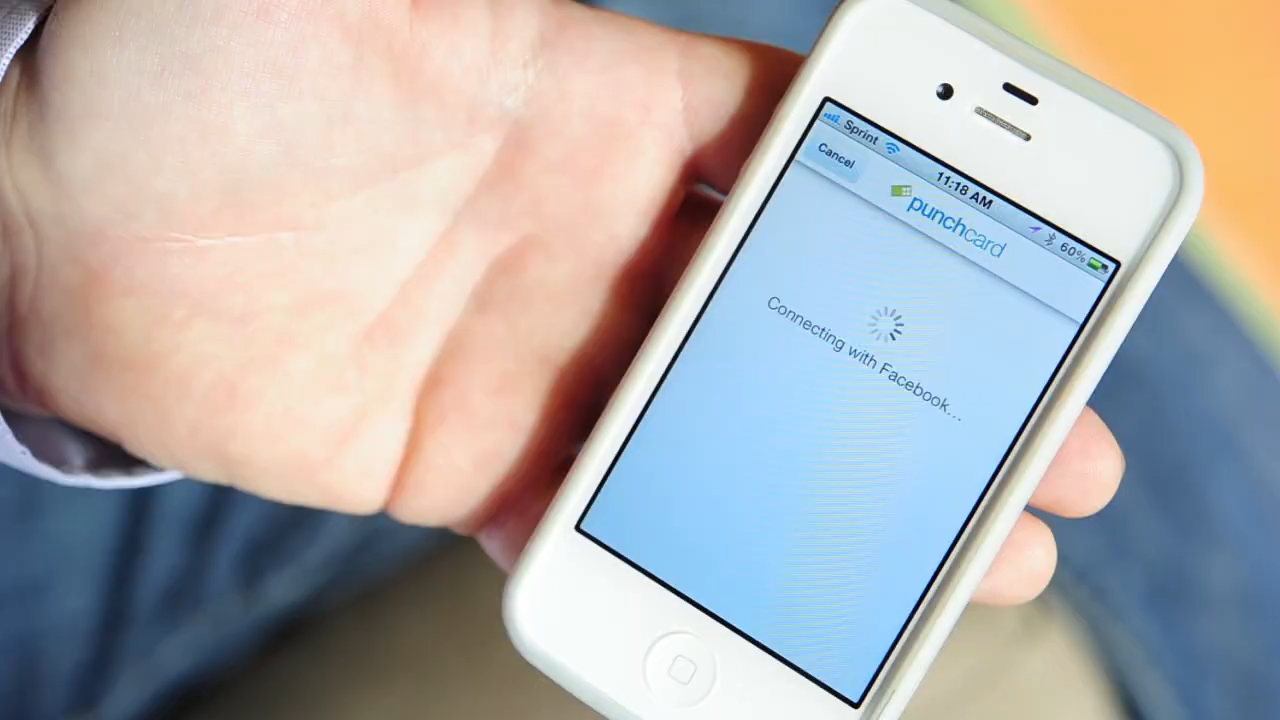 Sprint
11:18 AM
60%
Cancel
punchcard
Connecting with Facebook...